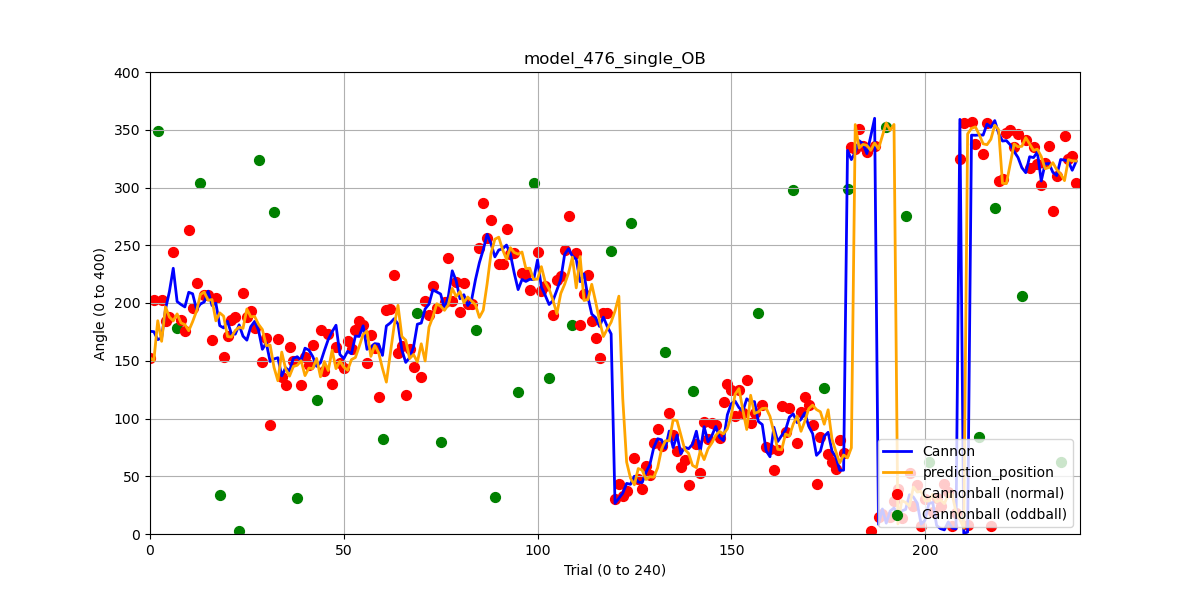 model_476_single_OB
400
350
300
250
200
150
100
50
0
Angle (0 to 400)
0 50 100 150 200
Trial (0 to 240)
Cannon
prediction_position
Cannonball (normal)
Cannonball (oddball)